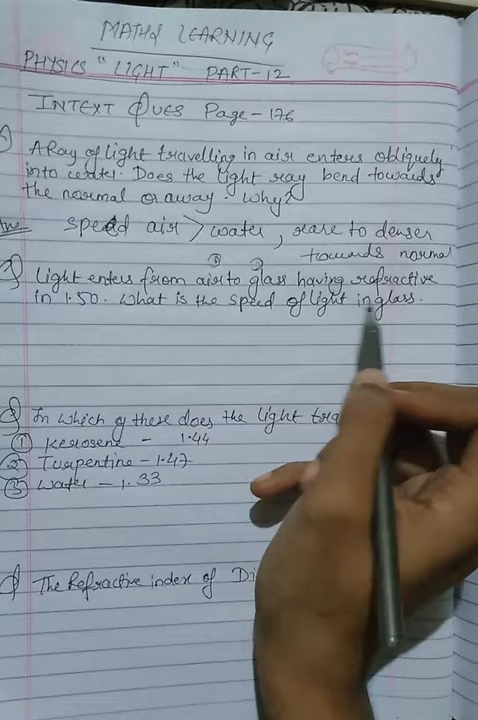 MATHS LEARNING
PHYSICS "LIGHT" PART-12
INTEXT QUES Page-176
A Ray of light travelling in air enters obliquely
into water. Does the light ray bend towards
the normal or away. Why?
Ans speed air > water, rare to denser
towards normal
① ②
Q Light enters from air to glass having refractive
in 1.50. What is the speed of light in glass.
Q In which of these does the light tra
① Kerosene - 1.44
② Turpentine - 1.47
③ Water - 1.33
Q The Refractive index of Di